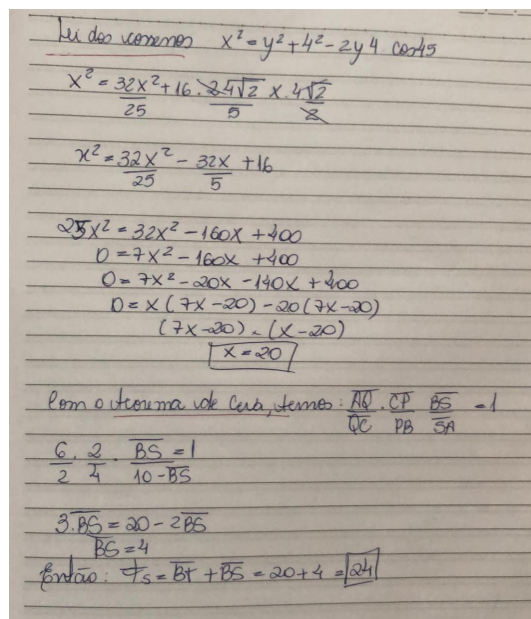 Lei dos cossenos x² = y² + 4² - 2y4 cos45
x² = 32x²/25 + 16 . 2 4√2/5 x . 4√2/2
x² = 32x²/25 - 32x/5 + 16
25x² = 32x² - 160x + 400
0 = 7x² - 160x + 400
0 = 7x² - 20x - 140x + 400
0 = x (7x - 20) - 20 (7x - 20)
(7x - 20) . (x - 20)
x = 20
Com o teorema de Ceva, temos: AQ/QC . CP/PB BS/SA = 1
6/2 . 2/4 . BS/10 - BS = 1
3.BS = 20 - 2BS
BS = 4
Então: TS = BT + BS = 20 + 4 = 24